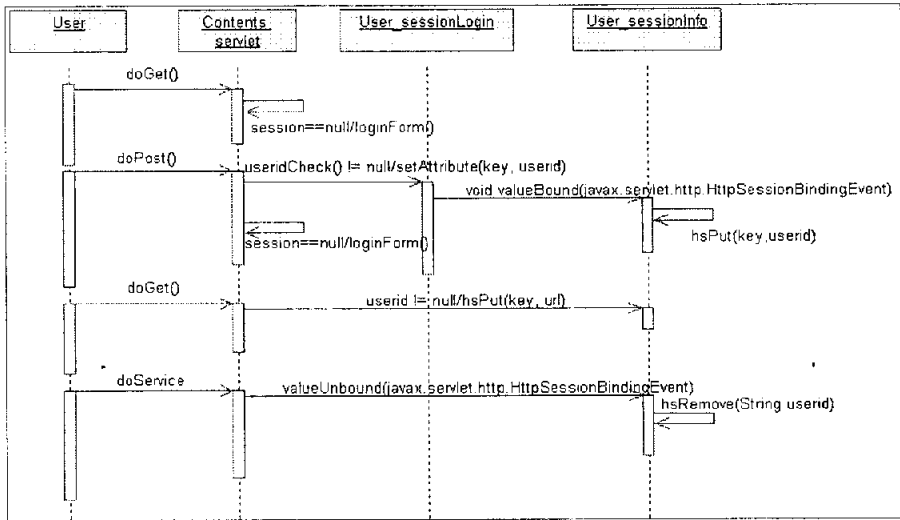 User
Contents
servlet
User_sessionLogin
User_sessionInfo
doGet()
session==null/loginForm()
doPost()
useridCheck() != null/setAttribute(key, userid)
void valueBound(javax.servlet.http.HttpSessionBindingEvent)
hsPut(key,userid)
session==null/loginForm()
doGet()
userid != null/hsPut(key, url)
doService
valueUnbound(javax.servlet.http.HttpSessionBindingEvent)
hsRemove(String userid)